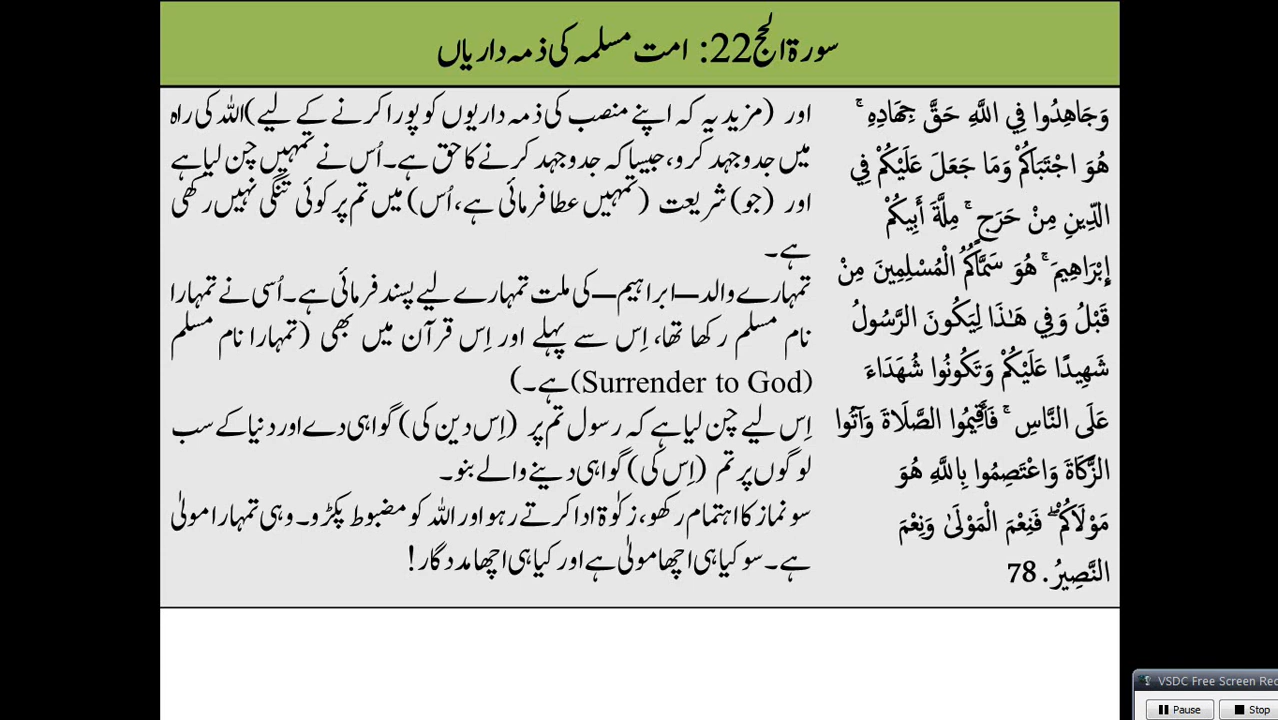 سورۃ الحج 22: امت مسلمہ کی ذمہ داریاں
وَجَاهِدُوا فِي اللَّهِ حَقَّ جِهَادِهِ ۚ
هُوَ اجْتَبَاكُمْ وَمَا جَعَلَ عَلَيْكُمْ فِي
الدِّينِ مِنْ حَرَجٍ ۚ مِلَّةَ أَبِيكُمْ
إِبْرَاهِيمَ ۚ هُوَ سَمَّاكُمُ الْمُسْلِمِينَ مِنْ
قَبْلُ وَفِي هَٰذَا لِيَكُونَ الرَّسُولُ
شَهِيدًا عَلَيْكُمْ وَتَكُونُوا شُهَدَاءَ
عَلَى النَّاسِ ۚ فَأَقِيمُوا الصَّلَاةَ وَآتُوا
الزَّكَاةَ وَاعْتَصِمُوا بِاللَّهِ هُوَ
مَوْلَاكُمْ ۖ فَنِعْمَ الْمَوْلَىٰ وَنِعْمَ
النَّصِيرُ. 78
اور (مزید یہ کہ اپنے منصب کی ذمہ داریوں کو پورا کرنے کے لیے) اللہ کی راہ
میں جدوجہد کرو، جیسا کہ جدوجہد کرنے کا حق ہے۔ اُس نے تمہیں چن لیا ہے
اور (جو) شریعت (تمہیں عطا فرمائی ہے، اُس) میں تم پر کوئی تنگی نہیں رکھی
ہے۔
تمہارے والد—ابراہیم—کی ملت تمہارے لیے پسند فرمائی ہے۔ اُسی نے تمہارا
نام مسلم رکھا تھا، اِس سے پہلے اور اِس قرآن میں بھی (تمہارا نام مسلم
(Surrender to God) ہے۔)
اِس لیے چن لیا ہے کہ رسول تم پر (اِس دین کی) گواہی دے اور دنیا کے سب
لوگوں پر تم (اِس کی) گواہی دینے والے بنو۔
سو نماز کا اہتمام رکھو، زکوٰۃ ادا کرتے رہو اور اللہ کو مضبوط پکڑو۔ وہی تمہارا مولیٰ
ہے۔ سو کیا ہی اچھا مولیٰ ہے اور کیا ہی اچھا مددگار!
VSDC Free Screen Rec
Pause
Stop